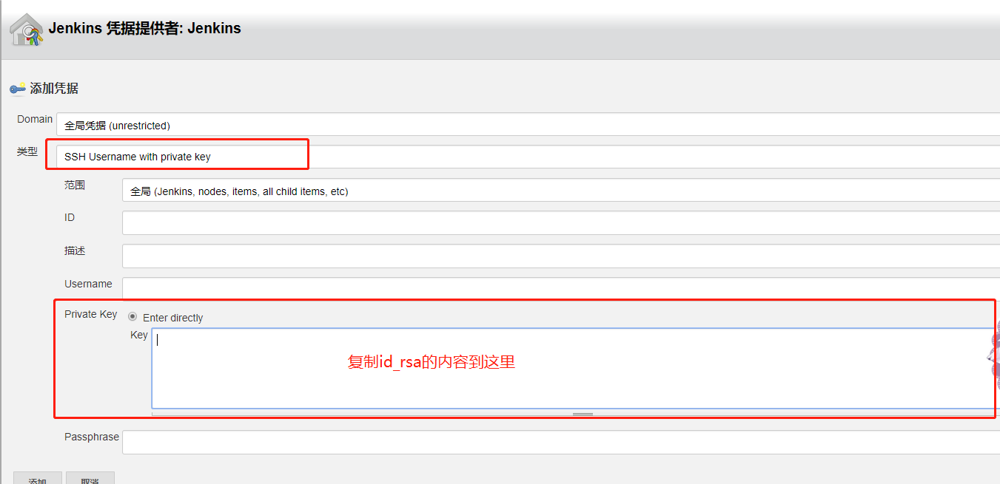 Jenkins 凭据提供者: Jenkins
添加凭据
Domain
全局凭据 (unrestricted)
类型
SSH Username with private key
范围
全局 (Jenkins, nodes, items, all child items, etc)
ID
描述
Username
Private Key
Enter directly
Key
复制id_rsa的内容到这里
Passphrase
添加
取消